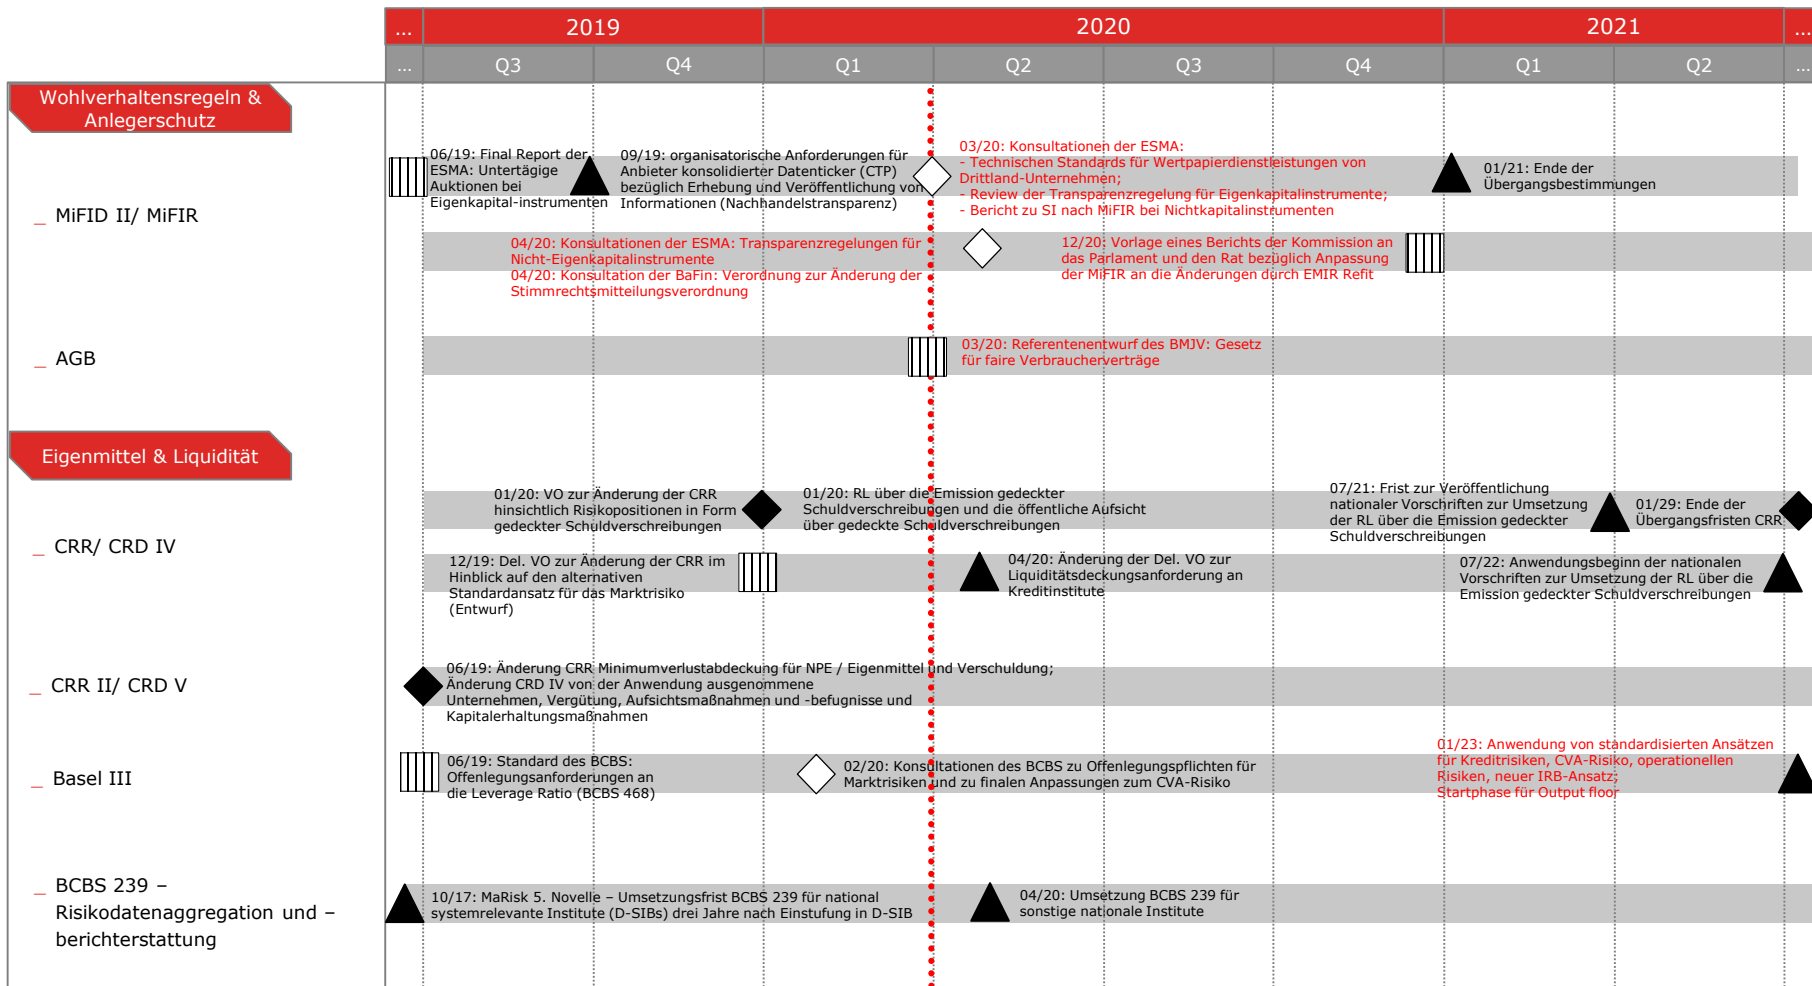 ...
2019
2020
2021
...
...
Q3
Q4
Q1
Q2
Q3
Q4
Q1
Q2
...
Wohlverhaltensregeln &
Anlegerschutz
_ MiFID II/ MiFIR
06/19: Final Report der
ESMA: Untertägige
Auktionen bei
Eigenkapital-instrumenten
09/19: organisatorische Anforderungen für
Anbieter konsolidierter Datenticker (CTP)
bezüglich Erhebung und Veröffentlichung von
Informationen (Nachhandelstransparenz)
03/20: Konsultationen der ESMA:
- Technischen Standards für Wertpapierdienstleistungen von
Drittland-Unternehmen;
- Review der Transparenzregelung für Eigenkapitalinstrumente;
- Bericht zu SI nach MiFIR bei Nichtkapitalinstrumenten
01/21: Ende der
Übergangsbestimmungen
04/20: Konsultationen der ESMA: Transparenzregelungen für
Nicht-Eigenkapitalinstrumente
04/20: Konsultation der BaFin: Verordnung zur Änderung der
Stimmrechtsmitteilungsverordnung
12/20: Vorlage eines Berichts der Kommission an
das Parlament und den Rat bezüglich Anpassung
der MiFIR an die Änderungen durch EMIR Refit
_ AGB
03/20: Referentenentwurf des BMJV: Gesetz
für faire Verbraucherverträge
Eigenmittel & Liquidität
_ CRR/ CRD IV
01/20: VO zur Änderung der CRR
hinsichtlich Risikopositionen in Form
gedeckter Schuldverschreibungen
01/20: RL über die Emission gedeckter
Schuldverschreibungen und die öffentliche Aufsicht
über gedeckte Schuldverschreibungen
07/21: Frist zur Veröffentlichung
nationaler Vorschriften zur Umsetzung
der RL über die Emission gedeckter
Schuldverschreibungen
01/29: Ende der
Übergangsfristen CRR
12/19: Del. VO zur Änderung der CRR im
Hinblick auf den alternativen
Standardansatz für das Marktrisiko
(Entwurf)
04/20: Änderung der Del. VO zur
Liquiditätsdeckungsanforderung an
Kreditinstitute
07/22: Anwendungsbeginn der nationalen
Vorschriften zur Umsetzung der RL über die
Emission gedeckter Schuldverschreibungen
_ CRR II/ CRD V
06/19: Änderung CRR Minimumverlustabdeckung für NPE / Eigenmittel und Verschuldung;
Änderung CRD IV von der Anwendung ausgenommene
Unternehmen, Vergütung, Aufsichtsmaßnahmen und -befugnisse und
Kapitalerhaltungsmaßnahmen
_ Basel III
06/19: Standard des BCBS:
Offenlegungsanforderungen an
die Leverage Ratio (BCBS 468)
02/20: Konsultationen des BCBS zu Offenlegungspflichten für
Marktrisiken und zu finalen Anpassungen zum CVA-Risiko
01/23: Anwendung von standardisierten Ansätzen
für Kreditrisiken, CVA-Risiko, operationellen
Risiken, neuer IRB-Ansatz;
Startphase für Output floor
_ BCBS 239 –
Risikodatenaggregation und –
berichterstattung
10/17: MaRisk 5. Novelle – Umsetzungsfrist BCBS 239 für national
systemrelevante Institute (D-SIBs) drei Jahre nach Einstufung in D-SIB
04/20: Umsetzung BCBS 239 für
sonstige nationale Institute